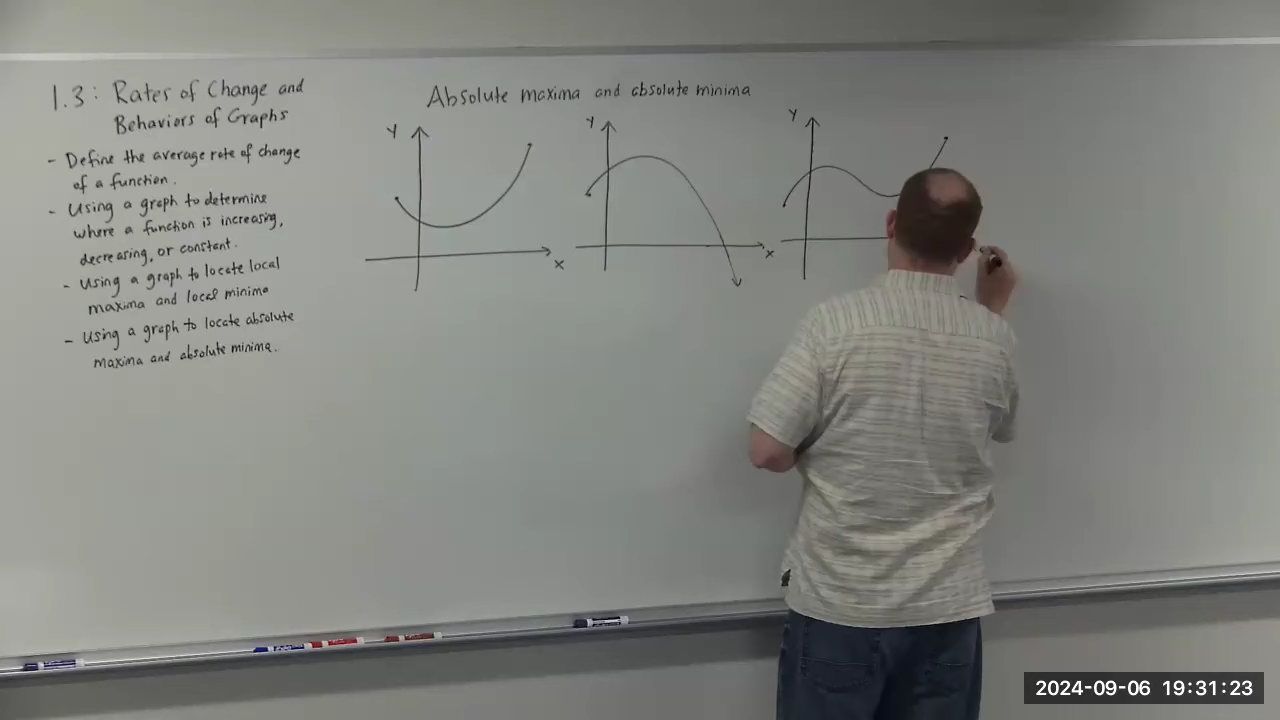 1.3: Rates of Change and
Behaviors of Graphs
- Define the average rate of change
of a function.
- Using a graph to determine
where a function is increasing,
decreasing, or constant.
- Using a graph to locate local
maxima and local minima
- Using a graph to locate absolute
maxima and absolute minima.
Absolute maxima and absolute minima
y
x
y
x
y
2024-09-06 19:31:23